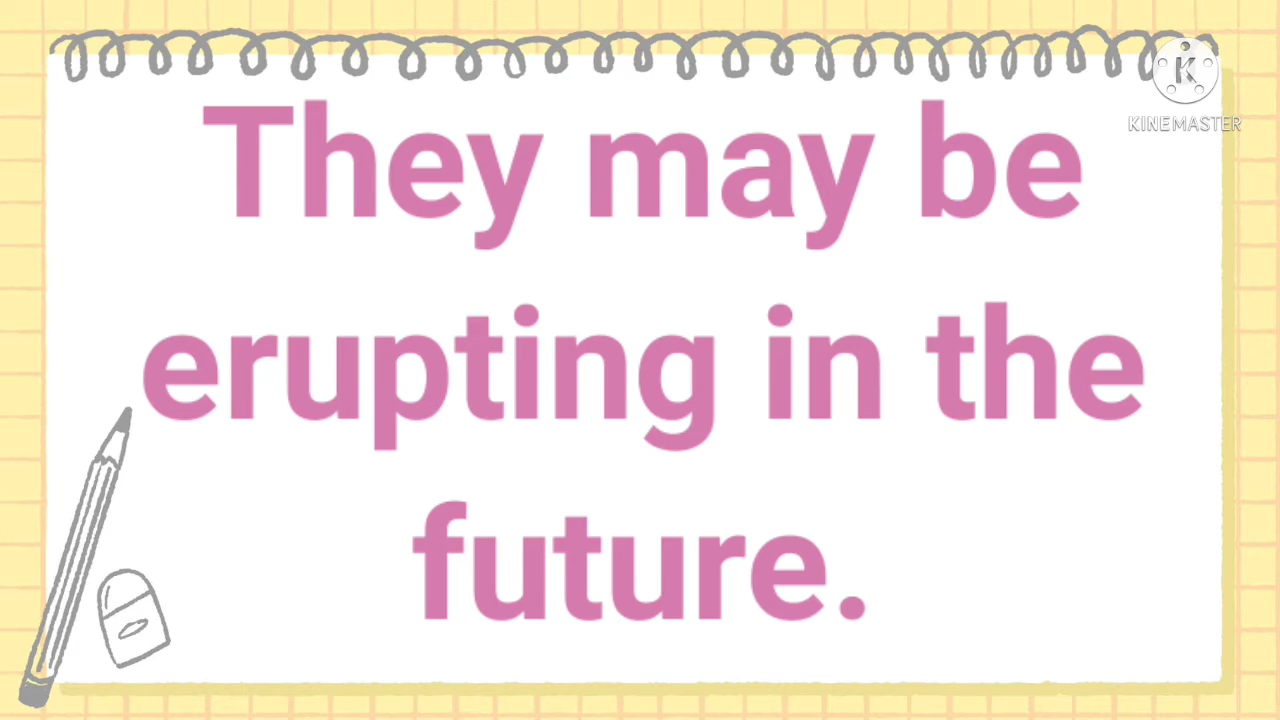 They may be
erupting in the
future.
K
KINEMASTER